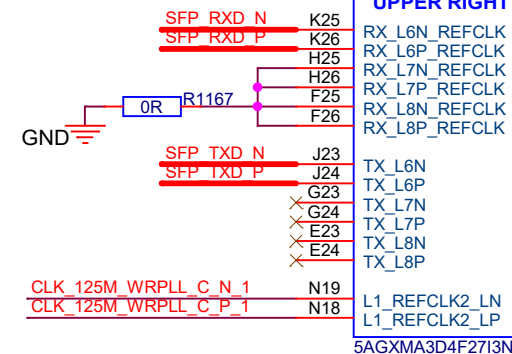 UPPER RIGHT
SFP_RXD_N K25 RX_L6N_REFCLK
SFP_RXD_P K26 RX_L6P_REFCLK
H25 RX_L7N_REFCLK
H26 RX_L7P_REFCLK
0R R1167 F25 RX_L8N_REFCLK
F26 RX_L8P_REFCLK
GND
SFP_TXD_N J23 TX_L6N
SFP_TXD_P J24 TX_L6P
G23 TX_L7N
G24 TX_L7P
E23 TX_L8N
E24 TX_L8P
CLK_125M_WRPLL_C_N_1 N19 L1_REFCLK2_LN
CLK_125M_WRPLL_C_P_1 N18 L1_REFCLK2_LP
5AGXMA3D4F27I3N